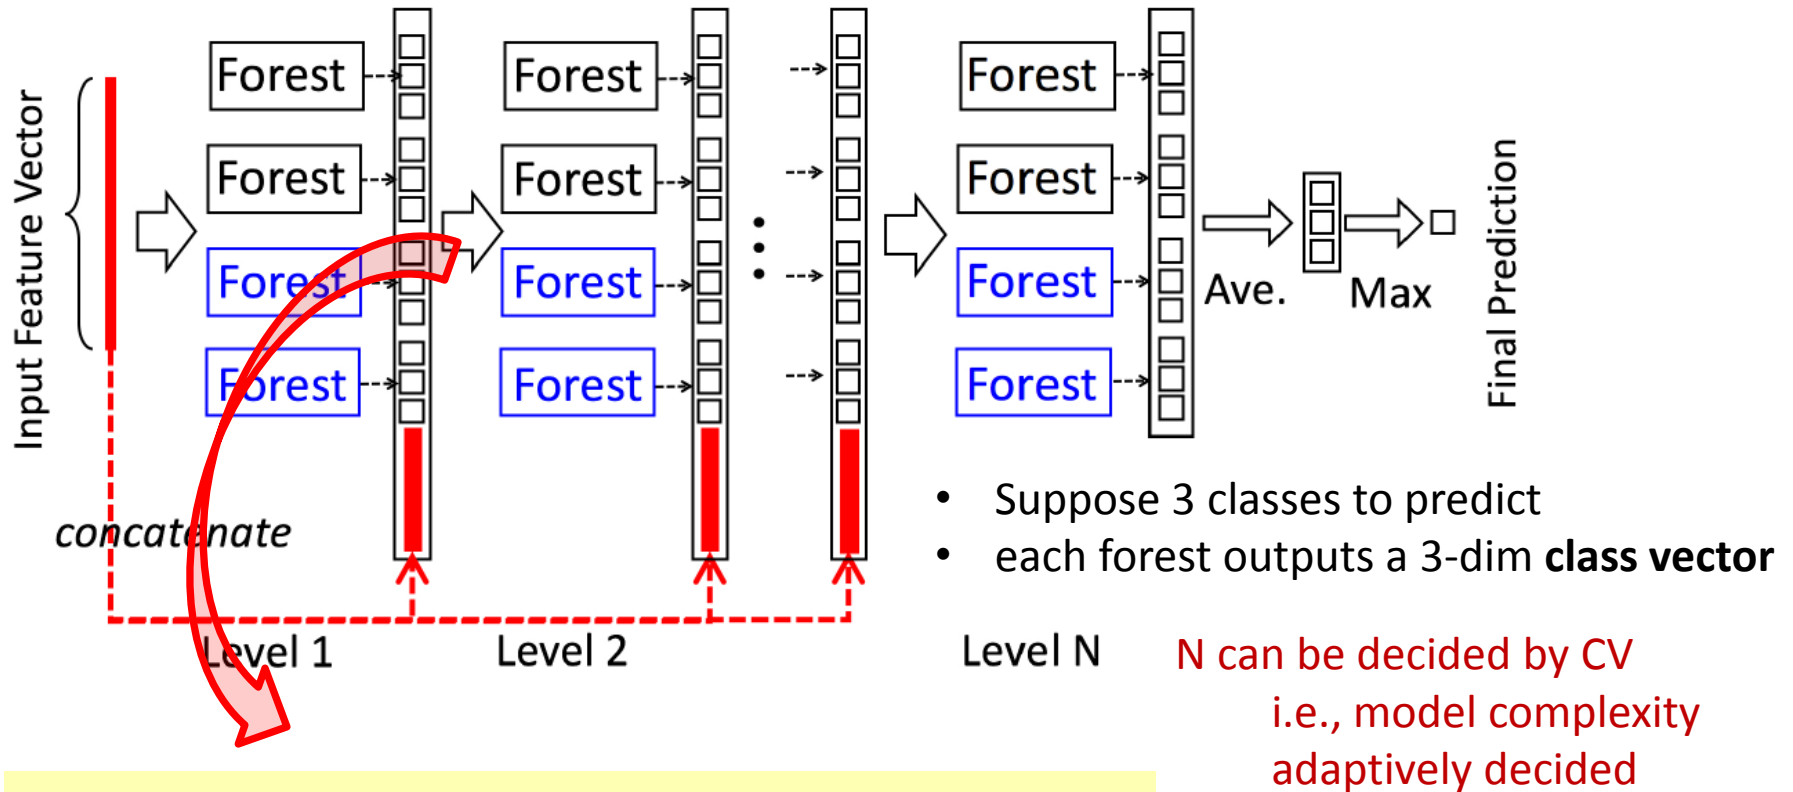 Input Feature Vector
Forest
Forest
Forest
Forest
Forest
Forest
Forest
Forest
Forest
Forest
Forest
Forest
Ave.
Max
Final Prediction
concatenate
• Suppose 3 classes to predict
• each forest outputs a 3-dim class vector
Level 1
Level 2
Level N
N can be decided by CV
i.e., model complexity
adaptively decided